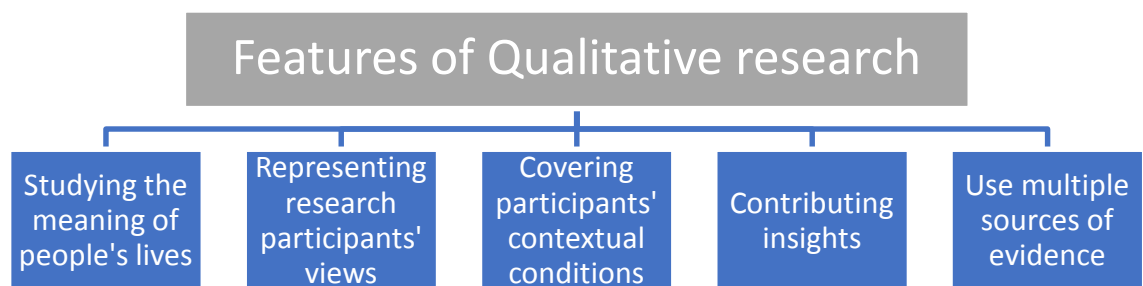 Features of Qualitative research
Studying the
meaning of
people's lives
Representing
research
participants'
views
Covering
participants'
contextual
conditions
Contributing
insights
Use multiple
sources of
evidence